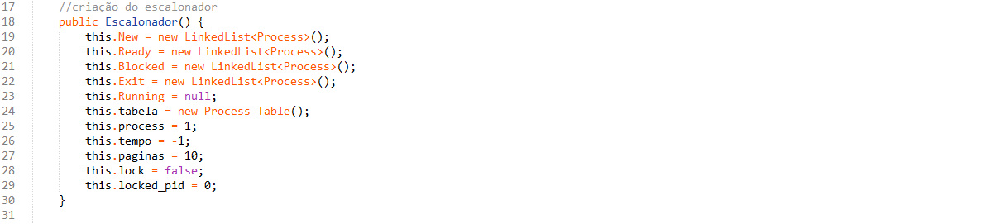 17 //criação do escalonador
18 public Escalonador() {
19 this.New = new LinkedList<Process>();
20 this.Ready = new LinkedList<Process>();
21 this.Blocked = new LinkedList<Process>();
22 this.Exit = new LinkedList<Process>();
23 this.Running = null;
24 this.tabela = new Process_Table();
25 this.process = 1;
26 this.tempo = -1;
27 this.paginas = 10;
28 this.lock = false;
29 this.locked_pid = 0;
30 }
31